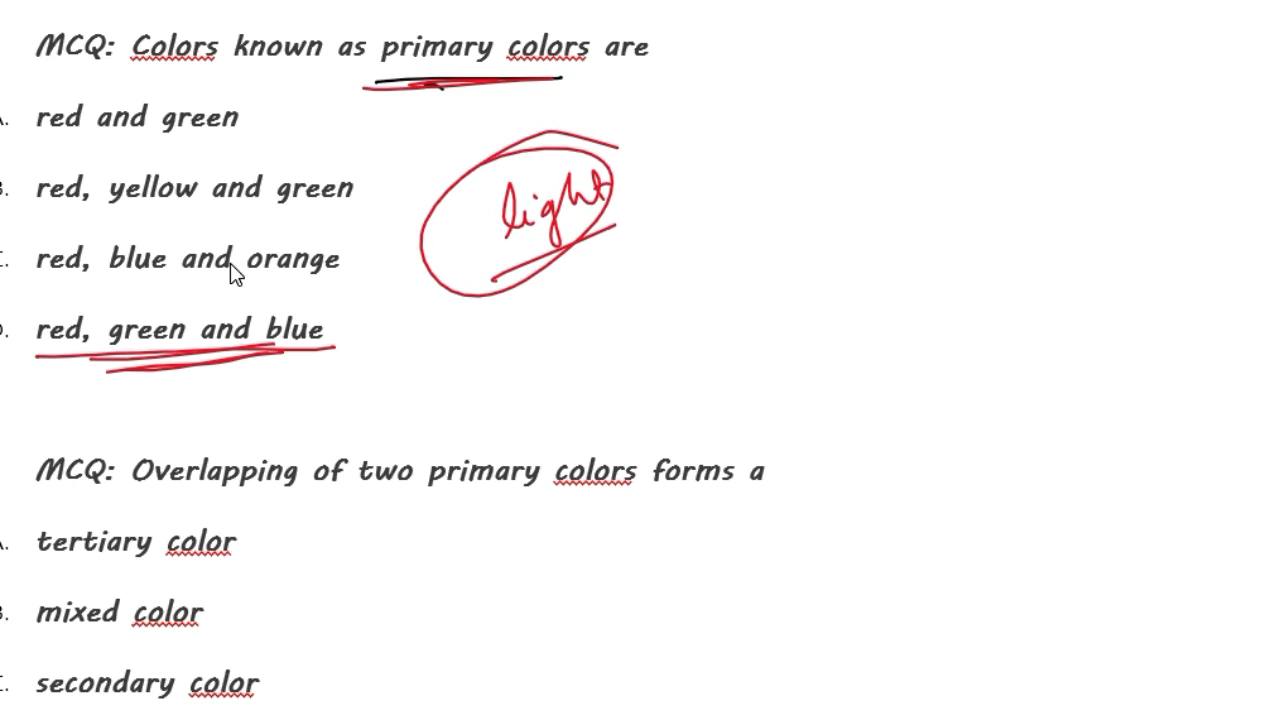 MCQ: Colors known as primary colors are
A. red and green
B. red, yellow and green
light
C. red, blue and orange
D. red, green and blue
MCQ: Overlapping of two primary colors forms a
A. tertiary color
B. mixed color
C. secondary color